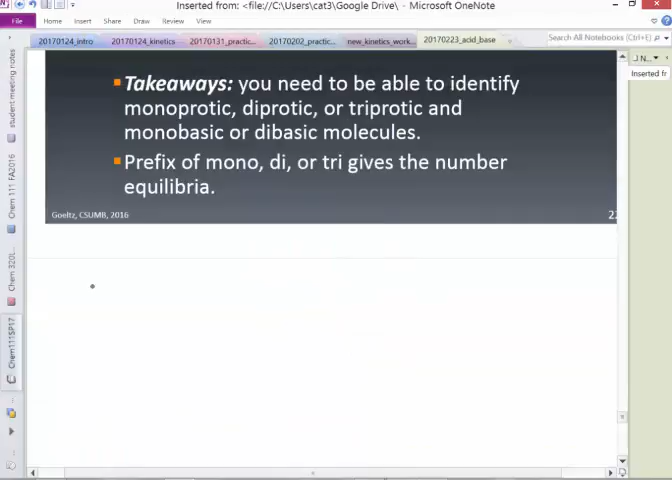 Inserted from: <file://C:\Users\cat3\Google Drive\> - Microsoft OneNote
File Home Insert Share Draw Review View
20170124_intro 20170124_kinetics 20170131_practic... 20170202_practic... new_kinetics_work... 20170223_acid_base Search All Notebooks (Ctrl+E)
N...
Inserted fr
student meeting notes
Chem 111 FA2016
Chem 320L
Chem111SP17
Takeaways: you need to be able to identify
monoprotic, diprotic, or triprotic and
monobasic or dibasic molecules.
Prefix of mono, di, or tri gives the number
equilibria.
Goeltz, CSUMB, 2016